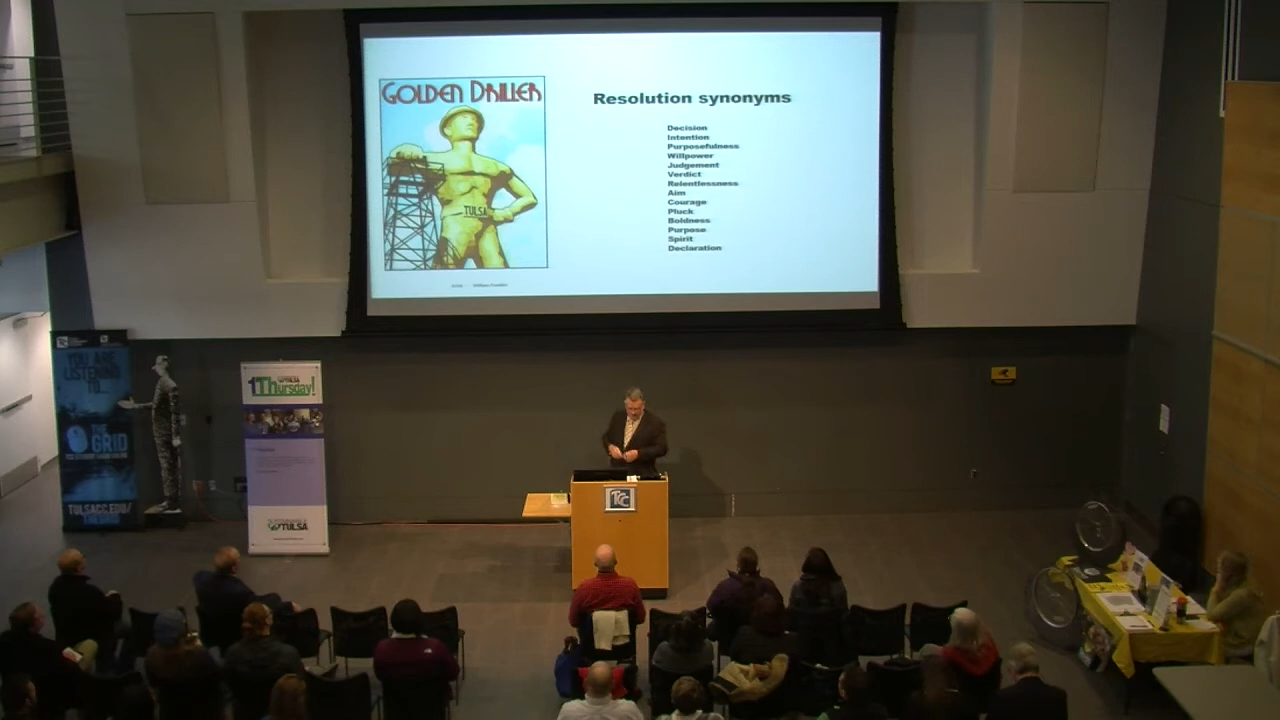 GOLDEN DRILLER
TULSA
Resolution synonyms
Decision
Intention
Purposefulness
Willpower
Judgement
Verdict
Relentlessness
Aim
Courage
Pluck
Boldness
Purpose
Spirit
Declaration
YOU ARE
LISTENING
TO...
THE
GRID
TULSACC.EDU/
1Thursday!
TULSA
TCC